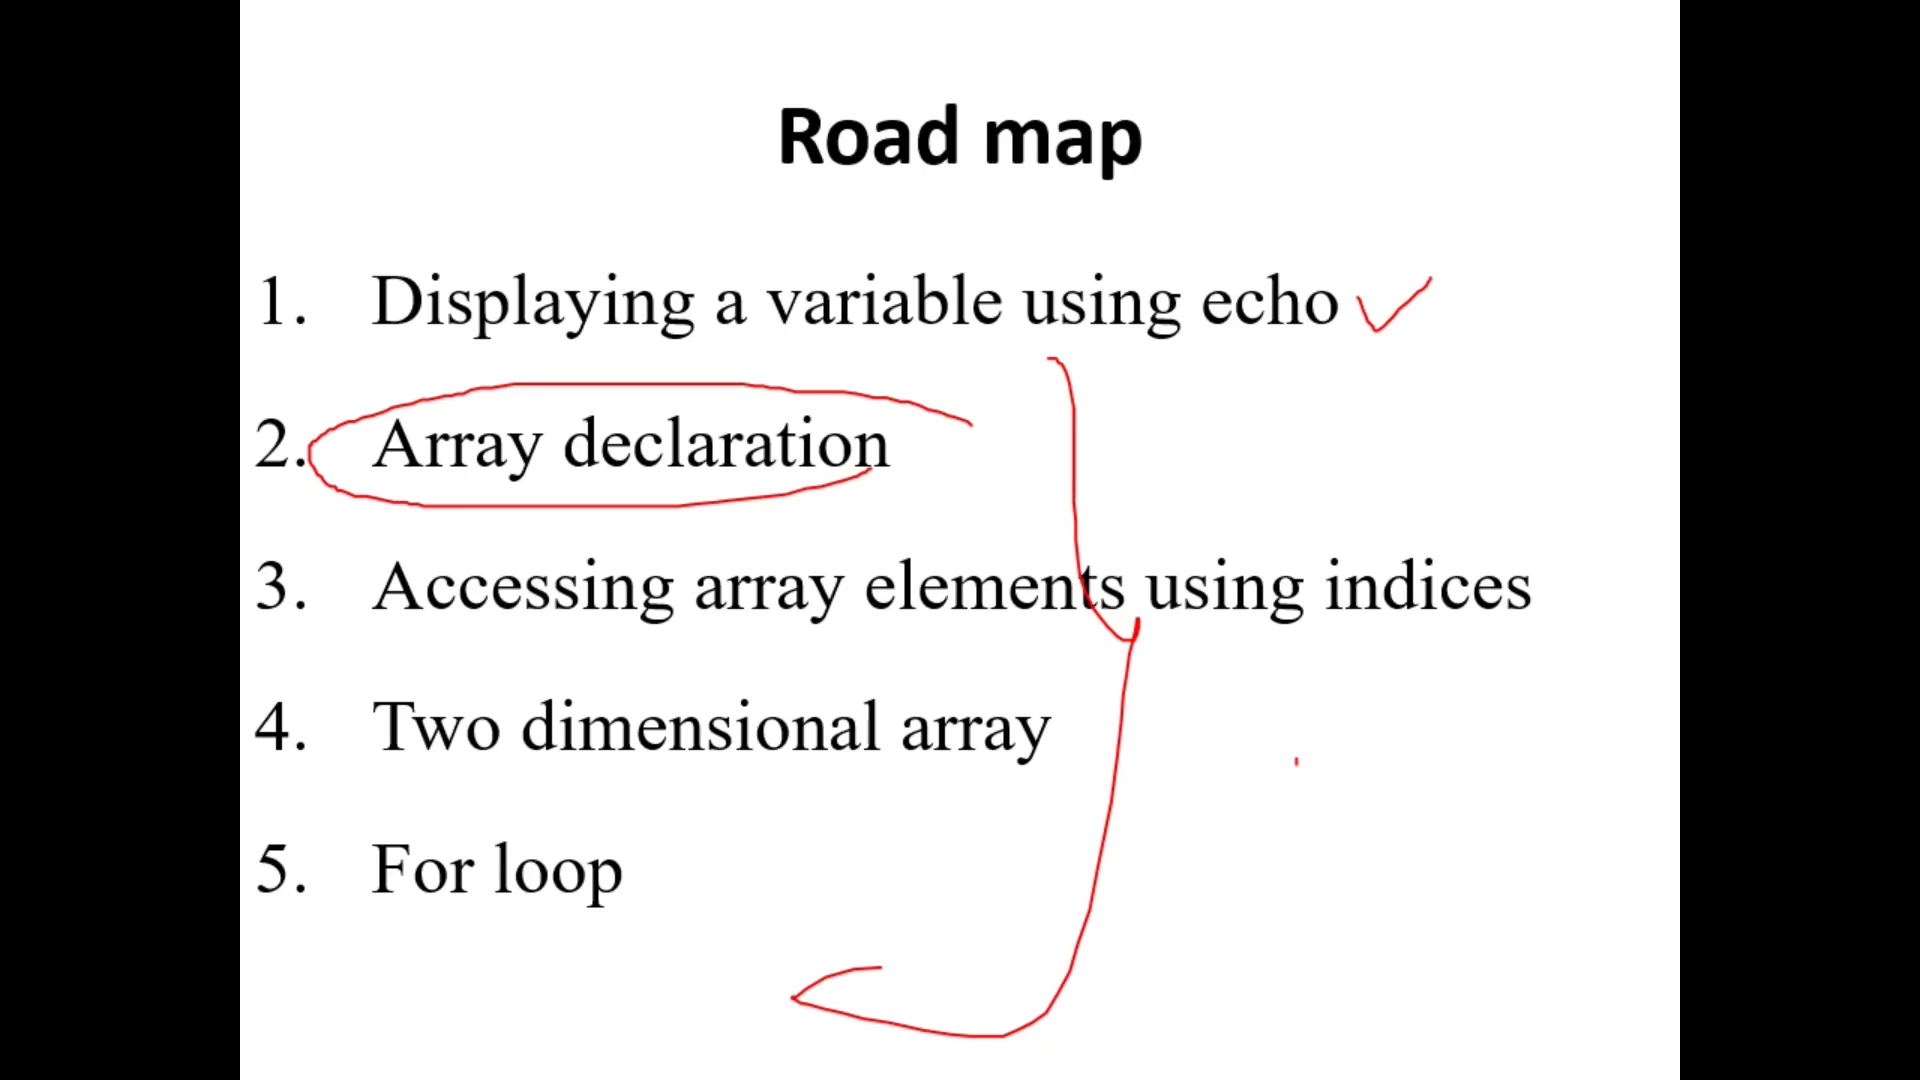 Road map
1. Displaying a variable using echo
2. Array declaration
3. Accessing array elements using indices
4. Two dimensional array
5. For loop